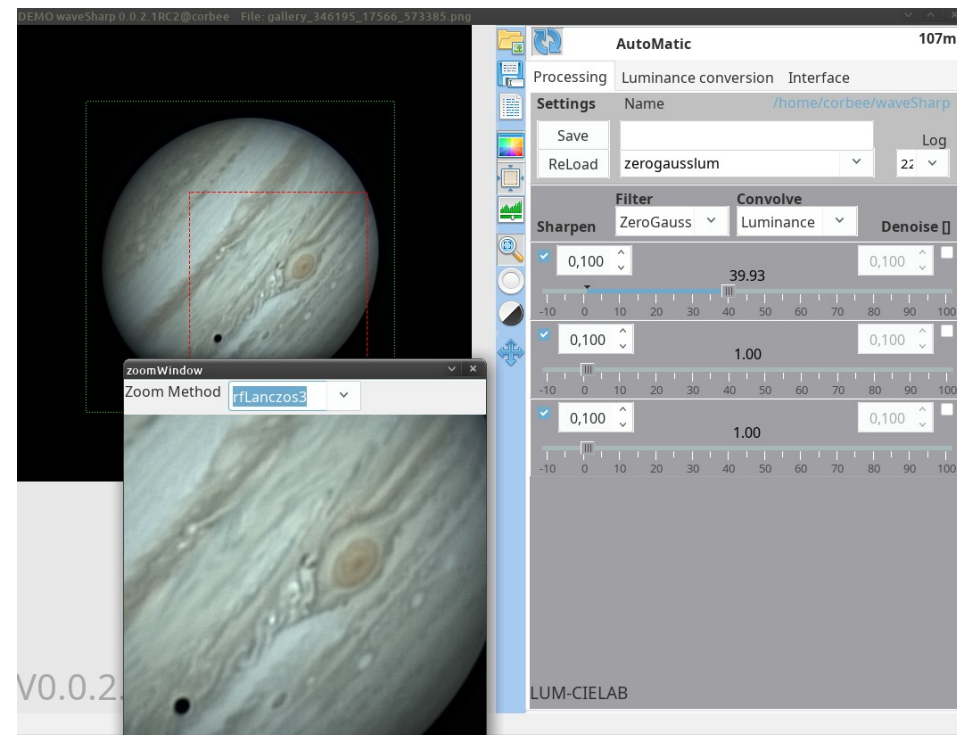 DEMO waveSharp 0.0.2.1RC2@corbee File: gallery_346195_17566_573385.png
AutoMatic 107m
Processing Luminance conversion Interface
Settings Name /home/corbee/waveSharp
Save
Log
ReLoad zerogausslum 22
Filter Convolve
Sharpen ZeroGauss Luminance Denoise []
0,100 0,100
39.93
-10 0 10 20 30 40 50 60 70 80 90 100
0,100 0,100
1.00
-10 0 10 20 30 40 50 60 70 80 90 100
0,100 0,100
1.00
-10 0 10 20 30 40 50 60 70 80 90 100
LUM-CIELAB
zoomWindow
Zoom Method rfLanczos3
V0.0.2.